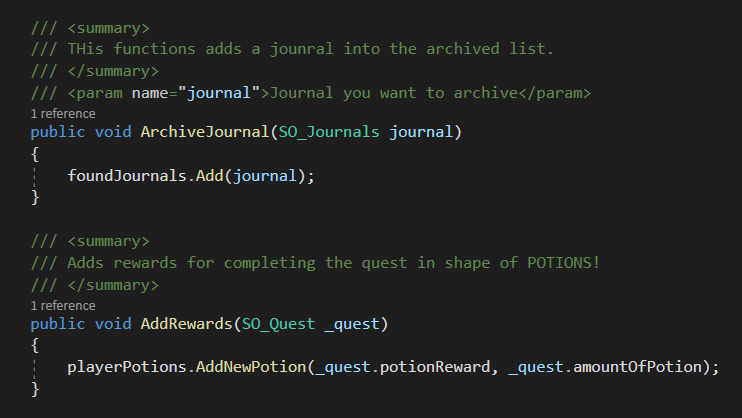 /// <summary>
/// THis functions adds a jounral into the archived list.
/// </summary>
/// <param name="journal">Journal you want to archive</param>
1 reference
public void ArchiveJournal(SO_Journals journal)
{
foundJournals.Add(journal);
}
/// <summary>
/// Adds rewards for completing the quest in shape of POTIONS!
/// </summary>
1 reference
public void AddRewards(SO_Quest _quest)
{
playerPotions.AddNewPotion(_quest.potionReward, _quest.amountOfPotion);
}